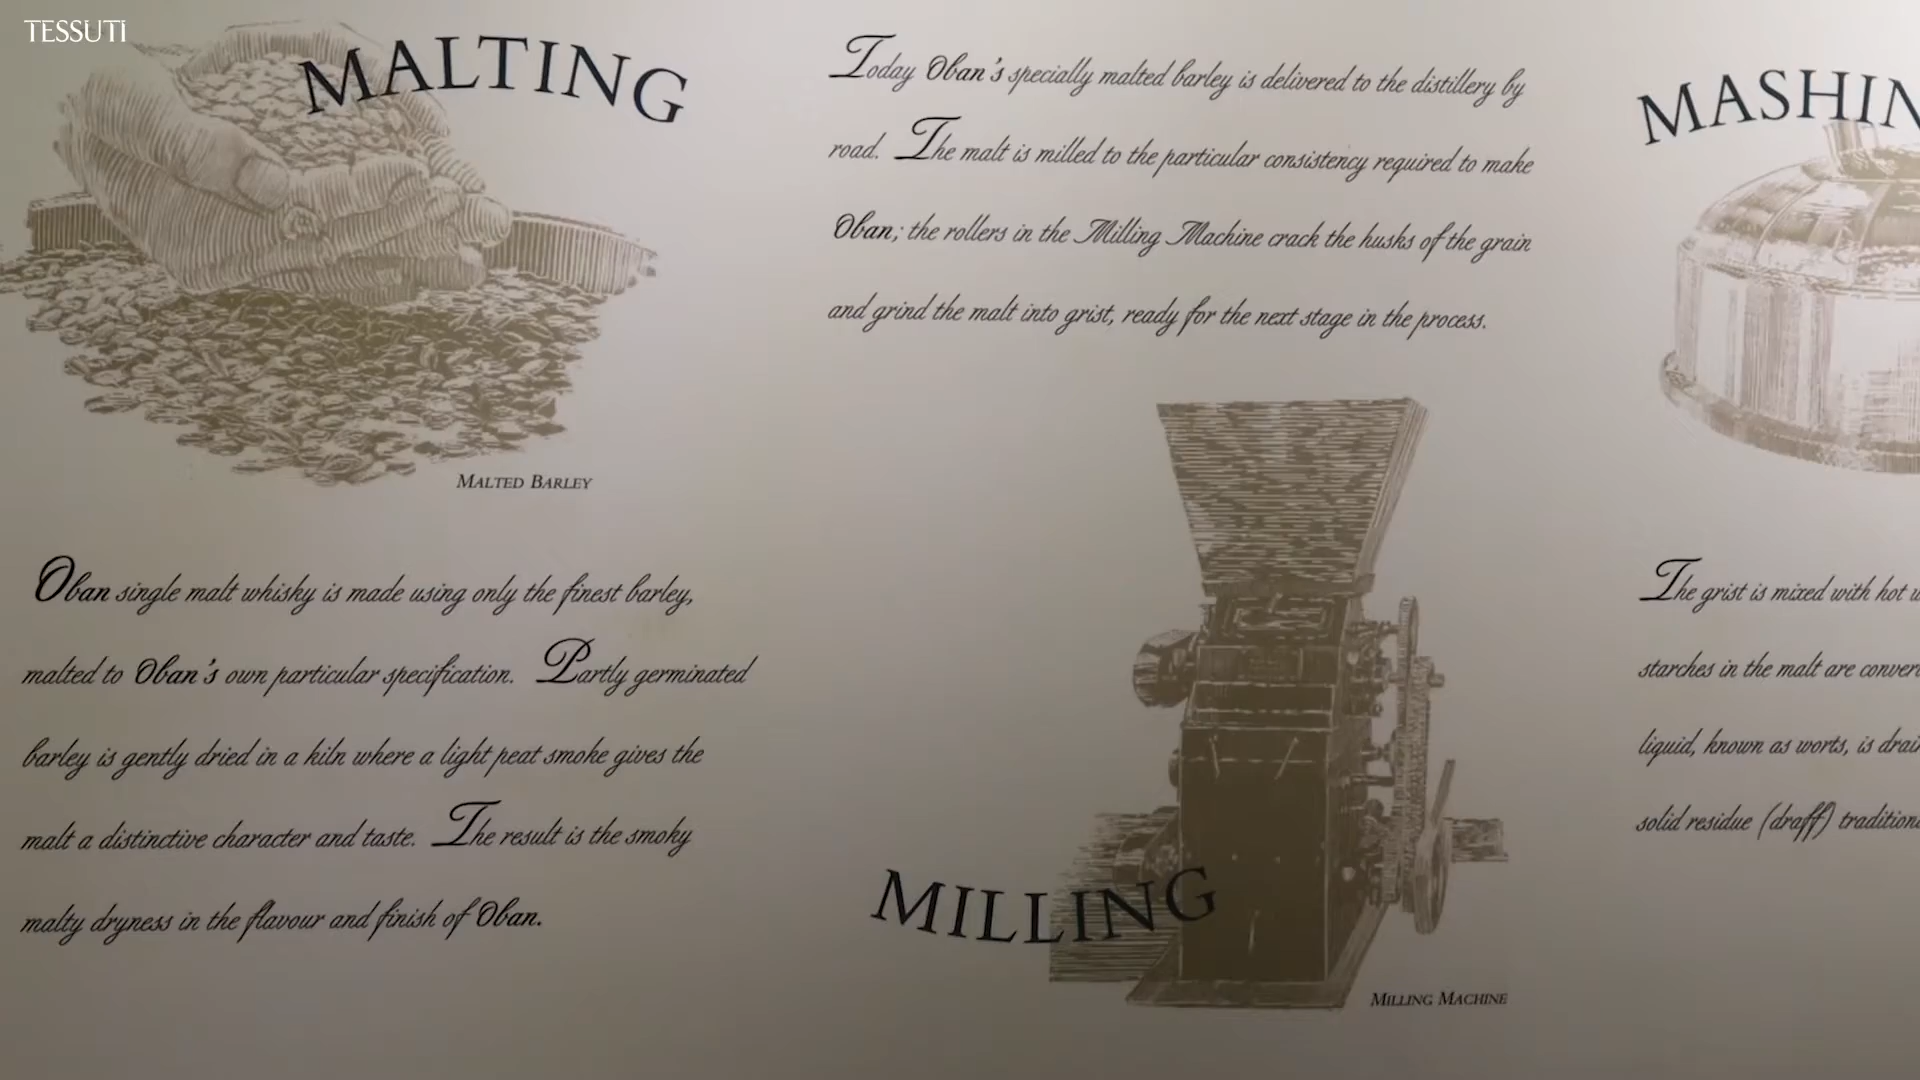 TESSUTI
MALTING
MALTED BARLEY
Oban single malt whisky is made using only the finest barley,
malted to Oban's own particular specification. Partly germinated
barley is gently dried in a kiln where a light peat smoke gives the
malt a distinctive character and taste. The result is the smoky
malty dryness in the flavour and finish of Oban.
Today Oban's specially malted barley is delivered to the distillery by
road. The malt is milled to the particular consistency required to make
Oban; the rollers in the Milling Machine crack the husks of the grain
and grind the malt into grist, ready for the next stage in the process.
MILLING
MILLING MACHINE
MASHIN
The grist is mixed with hot
starches in the malt are
liquid, known as worts, is
solid residue (draff)